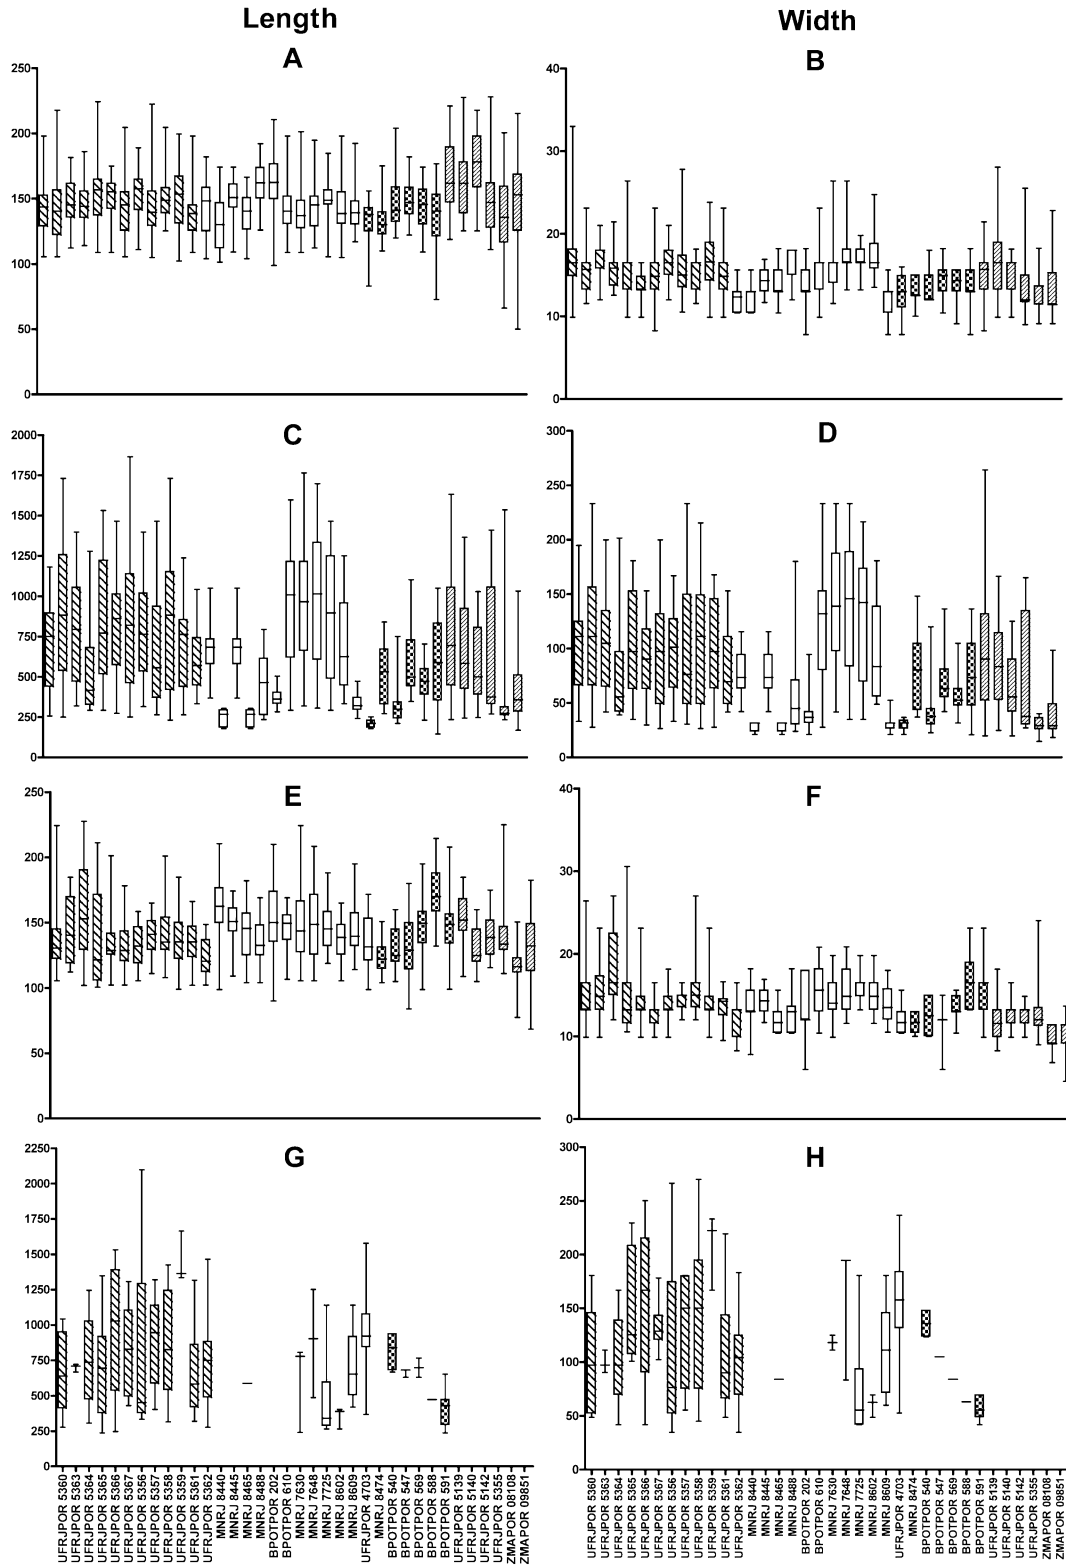 Length Width
A B
250
200
150
100
50
0
40
30
20
10
0
C D
2000
1750
1500
1250
1000
750
500
250
0
300
250
200
150
100
50
0
E F
250
200
150
100
50
0
40
30
20
10
0
G H
2250
2000
1750
1500
1250
1000
750
500
250
0
300
250
200
150
100
50
0
UFRJPOR 5360
UFRJPOR 5363
UFRJPOR 5364
UFRJPOR 5365
UFRJPOR 5366
UFRJPOR 5367
UFRJPOR 5356
UFRJPOR 5357
UFRJPOR 5358
UFRJPOR 5359
UFRJPOR 5361
UFRJPOR 5362
MNRJ 8440
MNRJ 8445
MNRJ 8465
MNRJ 8488
BPOTPOR 202
BPOTPOR 610
MNRJ 7630
MNRJ 7648
MNRJ 7725
MNRJ 8602
MNRJ 8609
UFRJPOR 4703
MNRJ 8474
BPOTPOR 540
BPOTPOR 547
BPOTPOR 569
BPOTPOR 588
BPOTPOR 591
UFRJPOR 5139
UFRJPOR 5140
UFRJPOR 5142
UFRJPOR 5355
ZMAPOR 08108
ZMAPOR 09851
UFRJPOR 5360
UFRJPOR 5363
UFRJPOR 5364
UFRJPOR 5365
UFRJPOR 5366
UFRJPOR 5367
UFRJPOR 5356
UFRJPOR 5357
UFRJPOR 5358
UFRJPOR 5359
UFRJPOR 5361
UFRJPOR 5362
MNRJ 8440
MNRJ 8445
MNRJ 8465
MNRJ 8488
BPOTPOR 202
BPOTPOR 610
MNRJ 7630
MNRJ 7648
MNRJ 7725
MNRJ 8602
MNRJ 8609
UFRJPOR 4703
MNRJ 8474
BPOTPOR 540
BPOTPOR 547
BPOTPOR 569
BPOTPOR 588
BPOTPOR 591
UFRJPOR 5139
UFRJPOR 5140
UFRJPOR 5142
UFRJPOR 5355
ZMAPOR 08108
ZMAPOR 09851